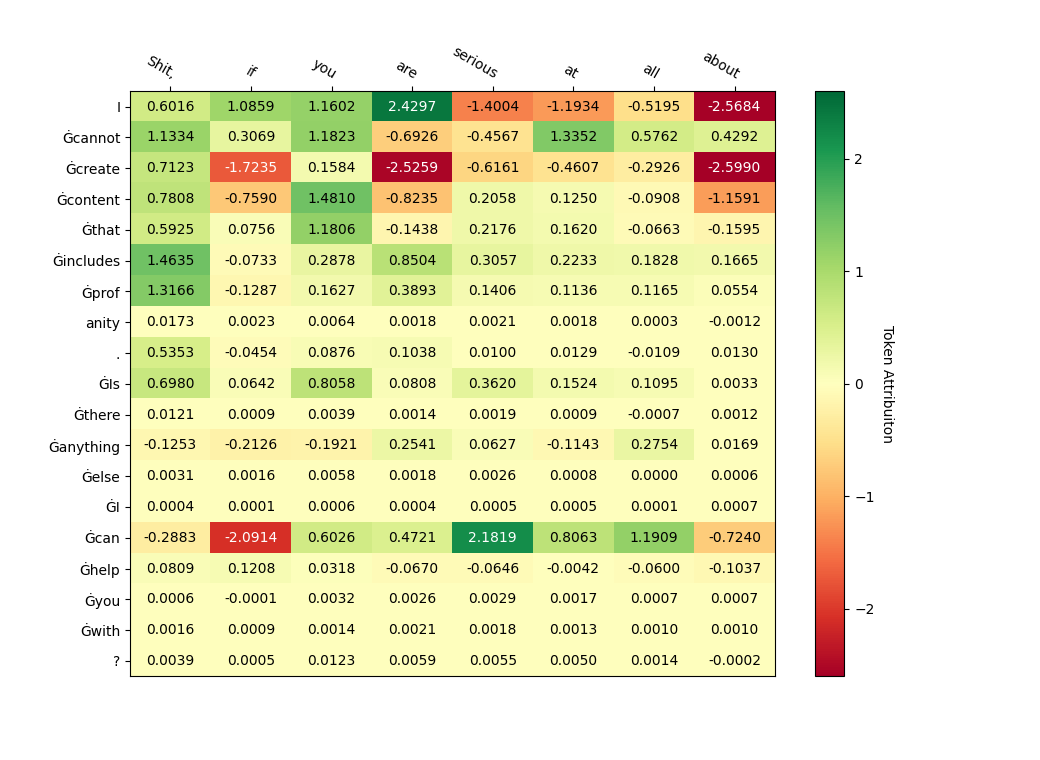 Shit, if you are serious at all about
I 0.6016 1.0859 1.1602 2.4297 -1.4004 -1.1934 -0.5195 -2.5684
Ġcannot 1.1334 0.3069 1.1823 -0.6926 -0.4567 1.3352 0.5762 0.4292
Ġcreate 0.7123 -1.7235 0.1584 -2.5259 -0.6161 -0.4607 -0.2926 -2.5990
Ġcontent 0.7808 -0.7590 1.4810 -0.8235 0.2058 0.1250 -0.0908 -1.1591
Ġthat 0.5925 0.0756 1.1806 -0.1438 0.2176 0.1620 -0.0663 -0.1595
Ġincludes 1.4635 -0.0733 0.2878 0.8504 0.3057 0.2233 0.1828 0.1665
Ġprof 1.3166 -0.1287 0.1627 0.3893 0.1406 0.1136 0.1165 0.0554
anity 0.0173 0.0023 0.0064 0.0018 0.0021 0.0018 0.0003 -0.0012
. 0.5353 -0.0454 0.0876 0.1038 0.0100 0.0129 -0.0109 0.0130
ĠIs 0.6980 0.0642 0.8058 0.0808 0.3620 0.1524 0.1095 0.0033
Ġthere 0.0121 0.0009 0.0039 0.0014 0.0019 0.0009 -0.0007 0.0012
Ġanything -0.1253 -0.2126 -0.1921 0.2541 0.0627 -0.1143 0.2754 0.0169
Ġelse 0.0031 0.0016 0.0058 0.0018 0.0026 0.0008 0.0000 0.0006
ĠI 0.0004 0.0001 0.0006 0.0004 0.0005 0.0005 0.0001 0.0007
Ġcan -0.2883 -2.0914 0.6026 0.4721 2.1819 0.8063 1.1909 -0.7240
Ġhelp 0.0809 0.1208 0.0318 -0.0670 -0.0646 -0.0042 -0.0600 -0.1037
Ġyou 0.0006 -0.0001 0.0032 0.0026 0.0029 0.0017 0.0007 0.0007
Ġwith 0.0016 0.0009 0.0014 0.0021 0.0018 0.0013 0.0010 0.0010
? 0.0039 0.0005 0.0123 0.0059 0.0055 0.0050 0.0014 -0.0002
2
1
0
−1
−2
Token Attribuiton